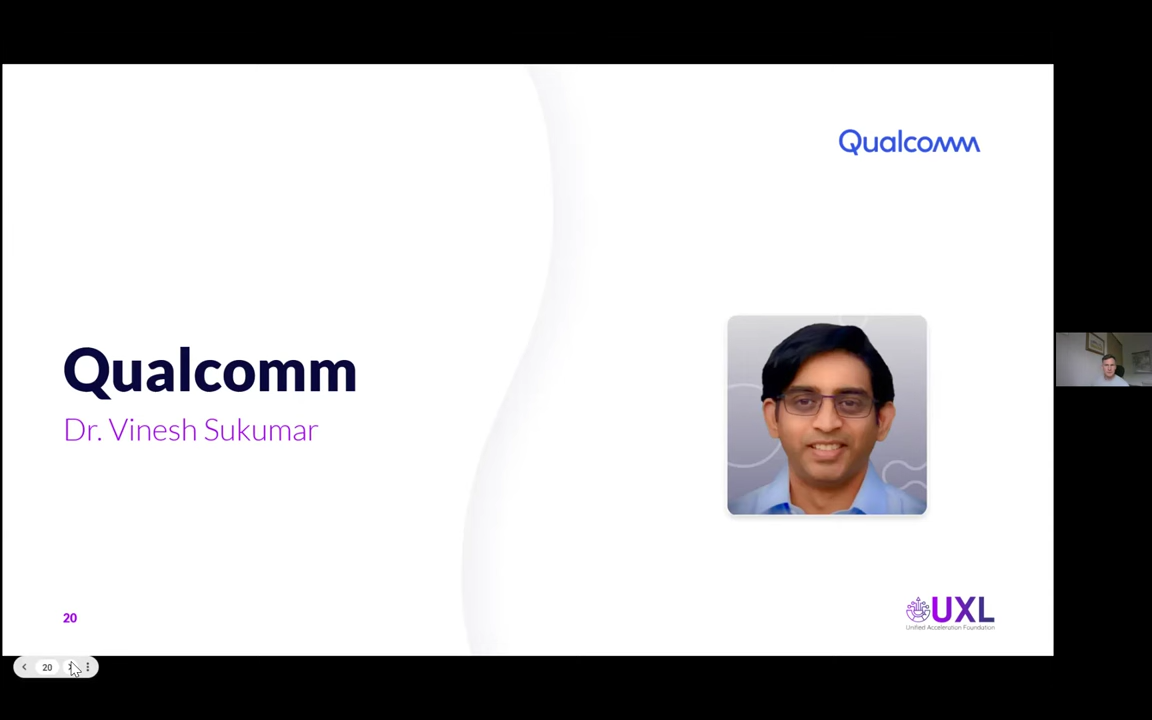 Qualcomm
Qualcomm
Dr. Vinesh Sukumar
20
UXL
Unified Acceleration Foundation
20